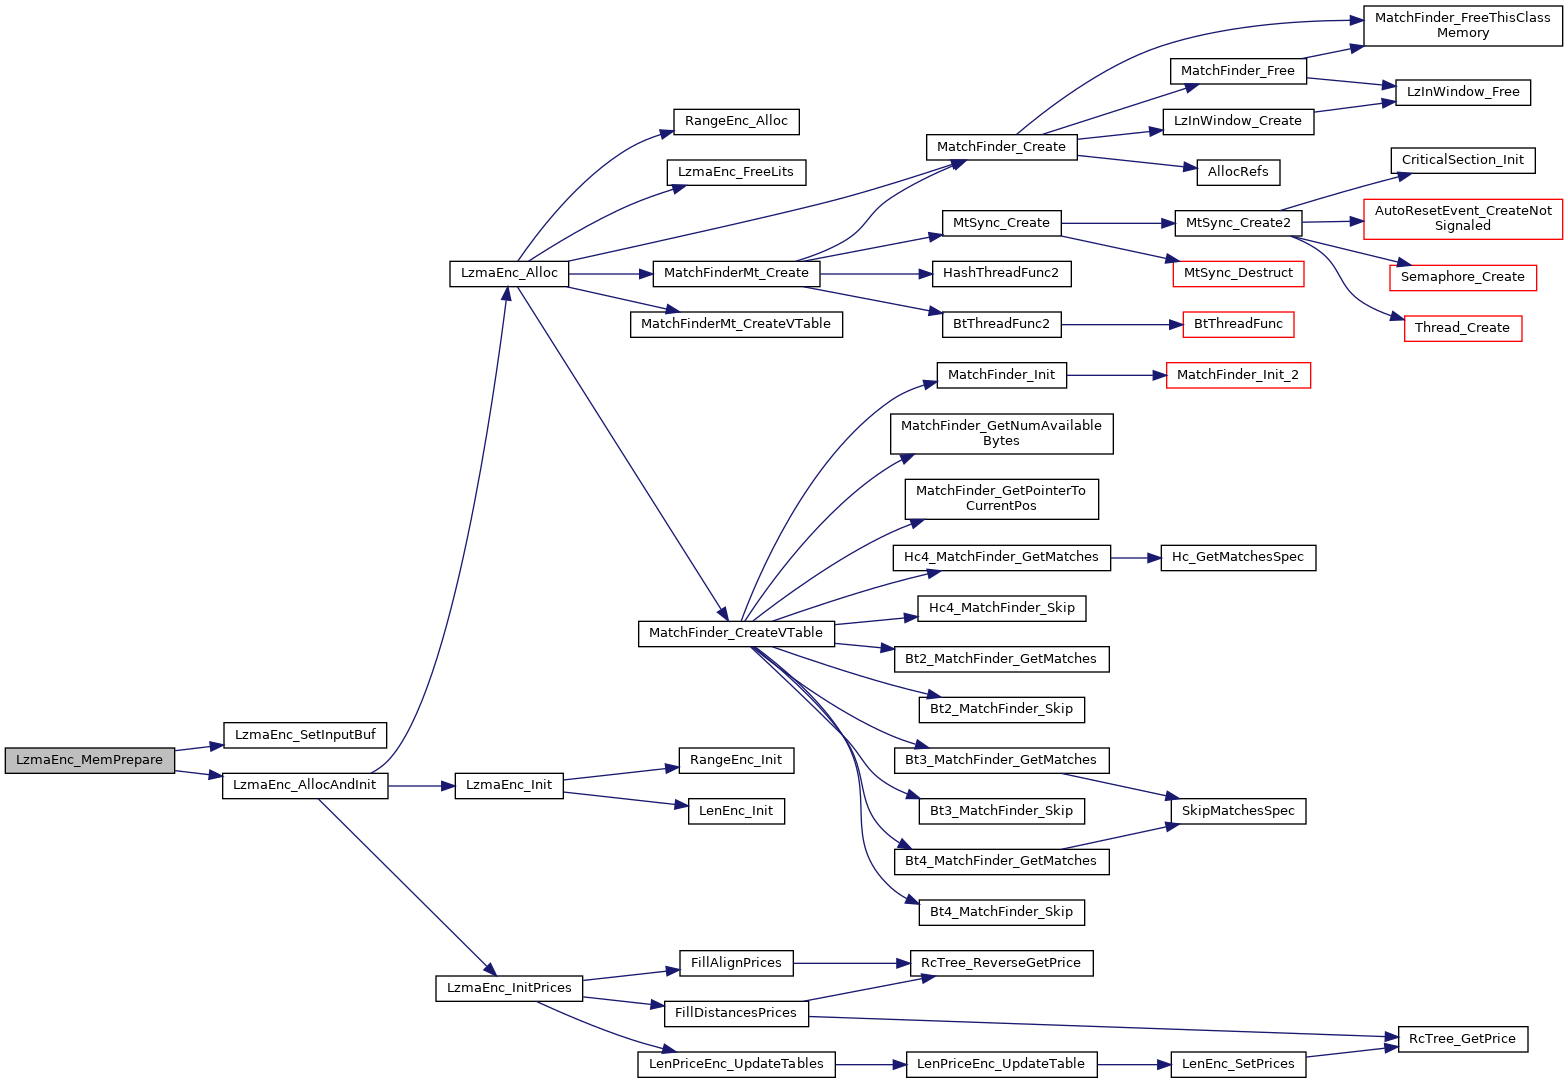 MatchFinder_FreeThisClass
Memory
MatchFinder_Free
LzInWindow_Free
RangeEnc_Alloc
LzInWindow_Create
MatchFinder_Create
LzmaEnc_FreeLits
AllocRefs
CriticalSection_Init
MtSync_Create
MtSync_Create2
AutoResetEvent_CreateNot
Signaled
LzmaEnc_Alloc
MatchFinderMt_Create
HashThreadFunc2
MtSync_Destruct
Semaphore_Create
MatchFinderMt_CreateVTable
BtThreadFunc2
BtThreadFunc
Thread_Create
MatchFinder_Init
MatchFinder_Init_2
MatchFinder_GetNumAvailable
Bytes
MatchFinder_GetPointerTo
CurrentPos
Hc4_MatchFinder_GetMatches
Hc_GetMatchesSpec
Hc4_MatchFinder_Skip
MatchFinder_CreateVTable
Bt2_MatchFinder_GetMatches
Bt2_MatchFinder_Skip
LzmaEnc_SetInputBuf
LzmaEnc_MemPrepare
RangeEnc_Init
Bt3_MatchFinder_GetMatches
LzmaEnc_AllocAndInit
LzmaEnc_Init
LenEnc_Init
Bt3_MatchFinder_Skip
SkipMatchesSpec
Bt4_MatchFinder_GetMatches
Bt4_MatchFinder_Skip
FillAlignPrices
RcTree_ReverseGetPrice
LzmaEnc_InitPrices
FillDistancesPrices
RcTree_GetPrice
LenPriceEnc_UpdateTables
LenPriceEnc_UpdateTable
LenEnc_SetPrices